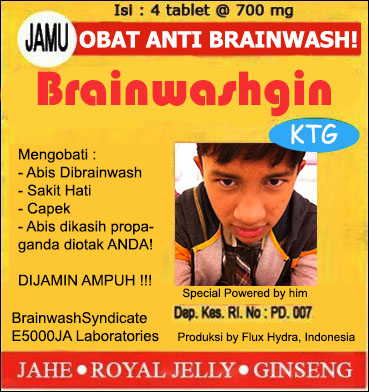 Isi : 4 tablet @ 700 mg
JAMU OBAT ANTI BRAINWASH!
Brainwashgin
KTG
Mengobati :
- Abis Dibrainwash
- Sakit Hati
- Capek
- Abis dikasih propa-
ganda diotak ANDA!
DIJAMIN AMPUH !!!
BrainwashSyndicate
E5000JA Laboratories
Special Powered by him
Dep. Kes. RI. No : PD. 007
Produksi by Flux Hydra, Indonesia
JAHE • ROYAL JELLY • GINSENG